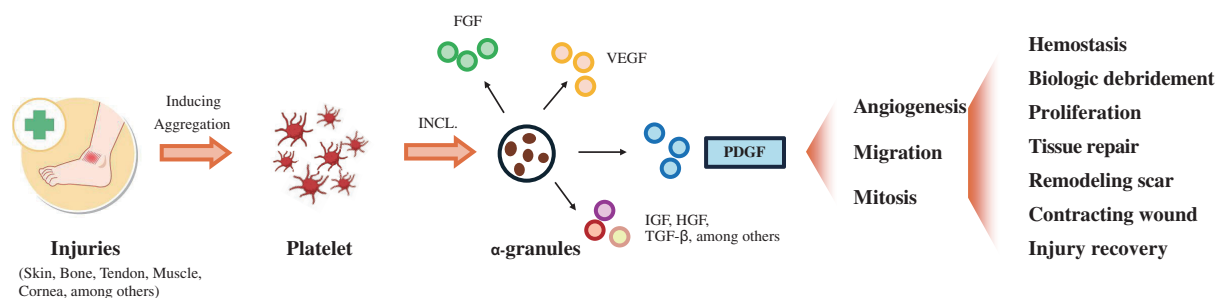 Injuries
(Skin, Bone, Tendon, Muscle,
Cornea, among others)
Inducing
Aggregation
Platelet
INCL.
α-granules
FGF
VEGF
PDGF
IGF, HGF,
TGF-β, among others
Angiogenesis
Migration
Mitosis
Hemostasis
Biologic debridement
Proliferation
Tissue repair
Remodeling scar
Contracting wound
Injury recovery